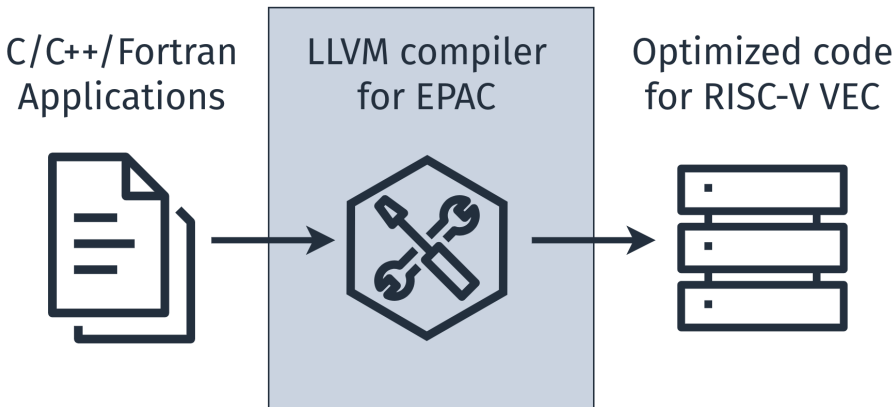 C/C++/Fortran
Applications
LLVM compiler
for EPAC
Optimized code
for RISC-V VEC